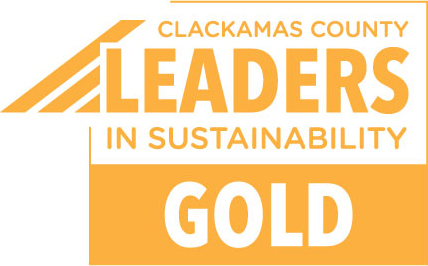 CLACKAMAS COUNTY
LEADERS
IN SUSTAINABILITY
GOLD